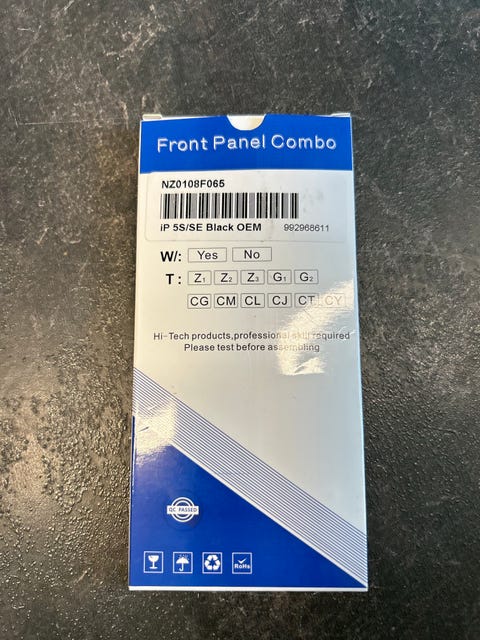 Front Panel Combo
NZ0108F065
iP 5S/SE Black OEM 992968611
W/: Yes No
T: Z1 Z2 Z3 G1 G2
CG CM CL CJ CT CY
Hi-Tech products,professional skill required
Please test before assembling
QC PASSED
RoHS